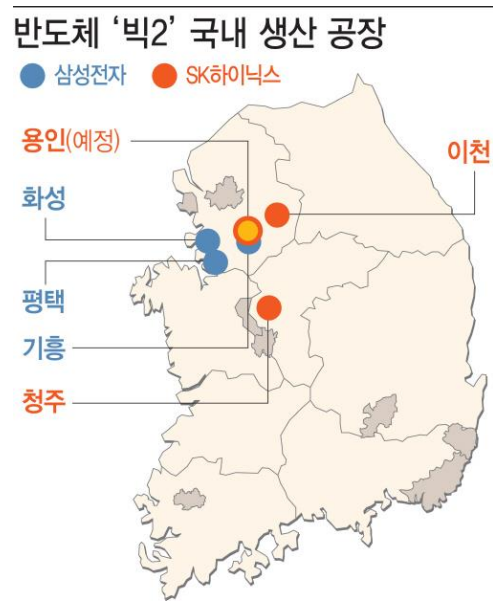 반도체 ‘빅2’ 국내 생산 공장
삼성전자 SK하이닉스
용인(예정)
이천
화성
평택
기흥
청주